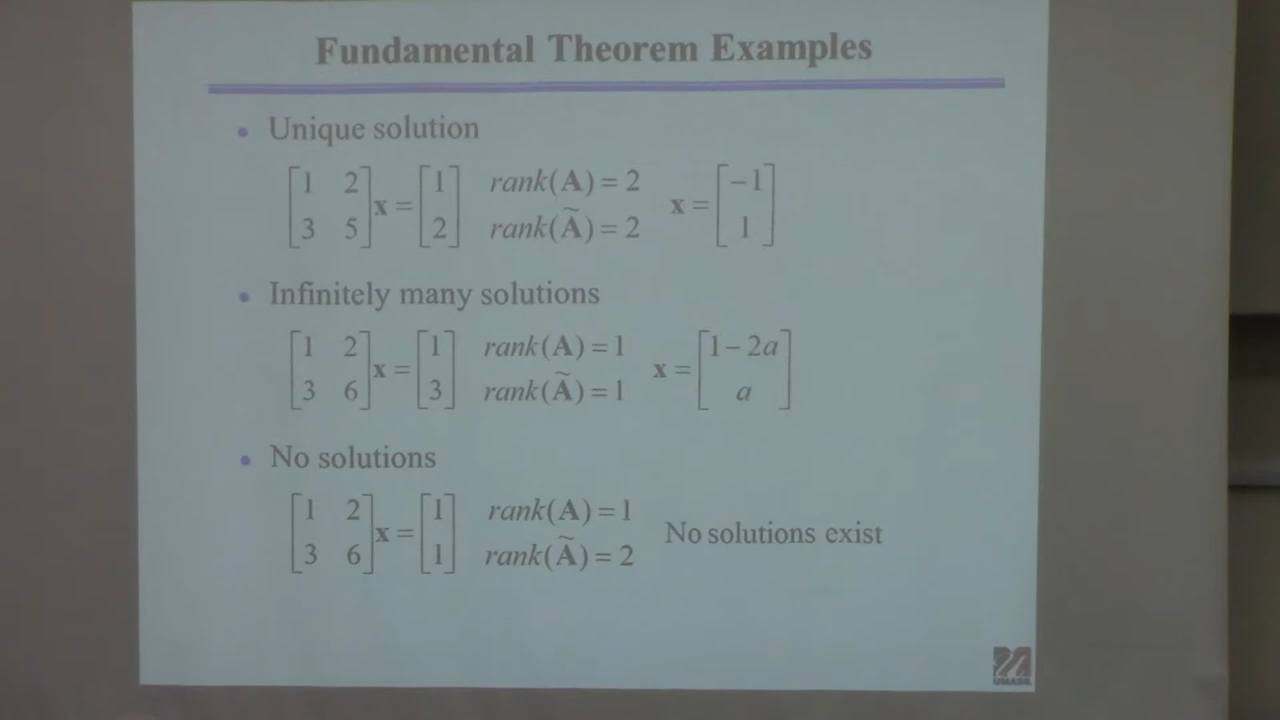 Fundamental Theorem Examples
• Unique solution
[1 2; 3 5] x = [1; 2] rank(A) = 2 rank(Ã) = 2 x = [−1; 1]
• Infinitely many solutions
[1 2; 3 6] x = [1; 3] rank(A) = 1 rank(Ã) = 1 x = [1 − 2a; a]
• No solutions
[1 2; 3 6] x = [1; 1] rank(A) = 1 rank(Ã) = 2 No solutions exist
UMASS